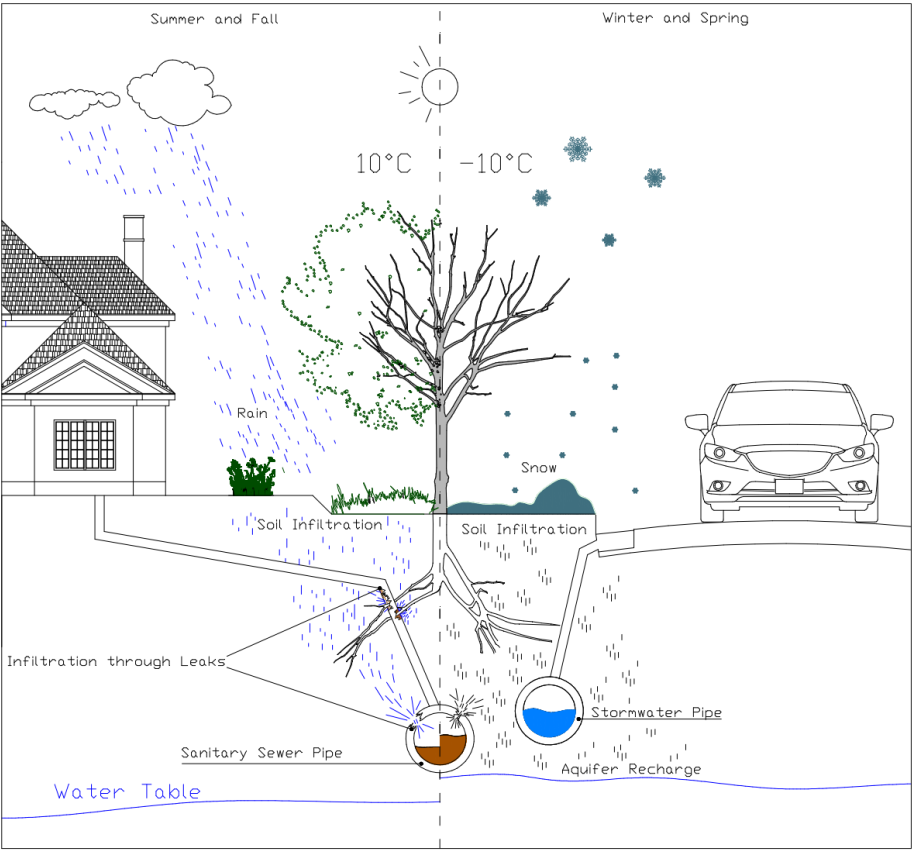 Summer and Fall
Winter and Spring
10°C
-10°C
Rain
Snow
Soil Infiltration
Soil Infiltration
Infiltration through Leaks
Stormwater Pipe
Sanitary Sewer Pipe
Aquifer Recharge
Water Table